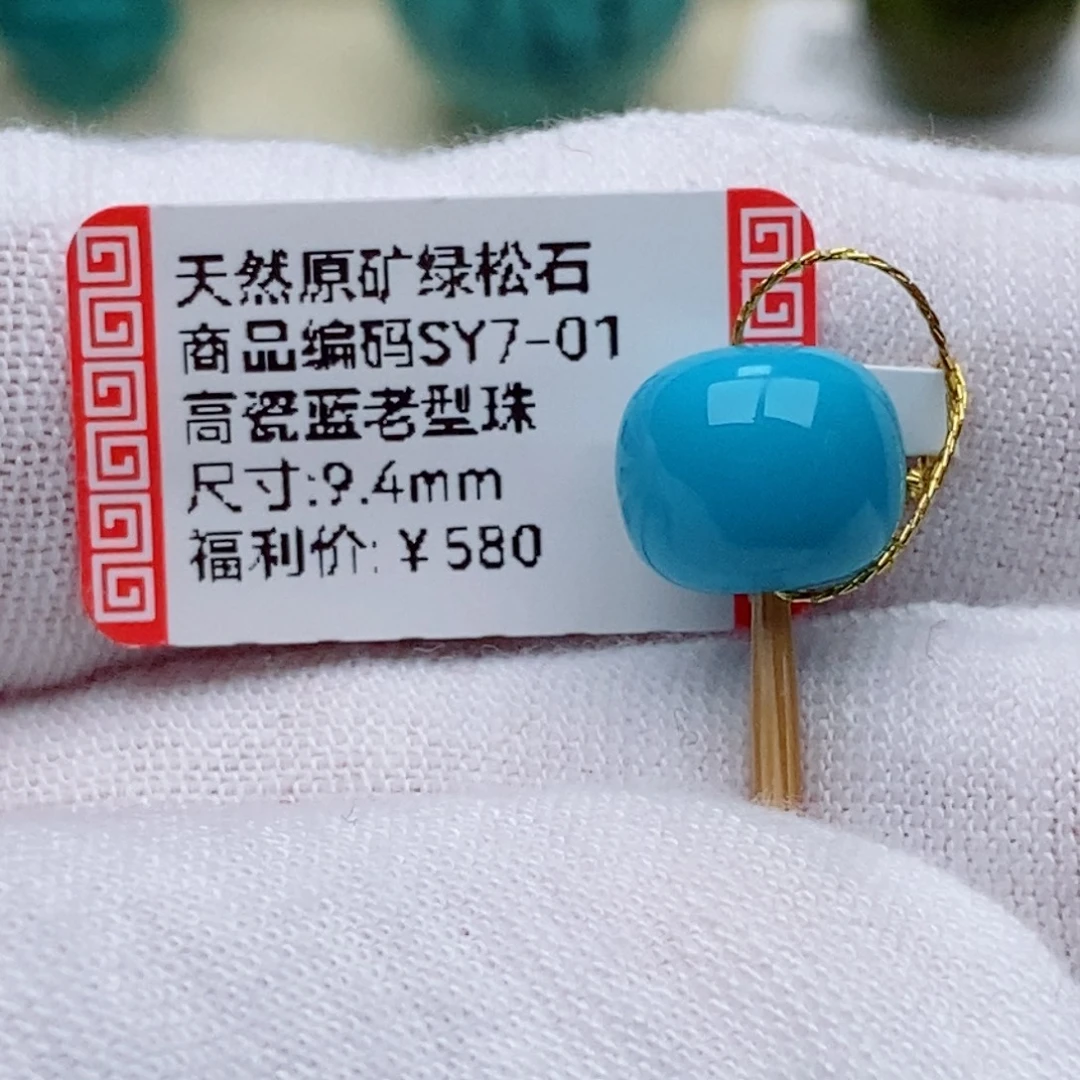 天然原矿绿松石
商品编码SY7-01
高瓷蓝老型珠
尺寸:9.4mm
福利价:￥580